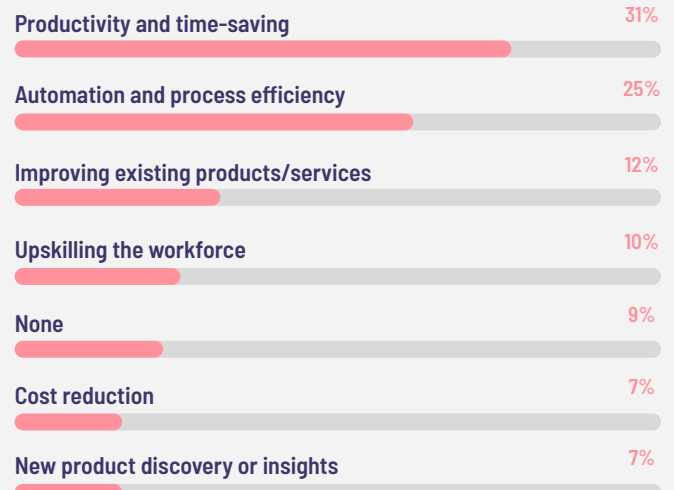 Productivity and time-saving 31%
Automation and process efficiency 25%
Improving existing products/services 12%
Upskilling the workforce 10%
None 9%
Cost reduction 7%
New product discovery or insights 7%